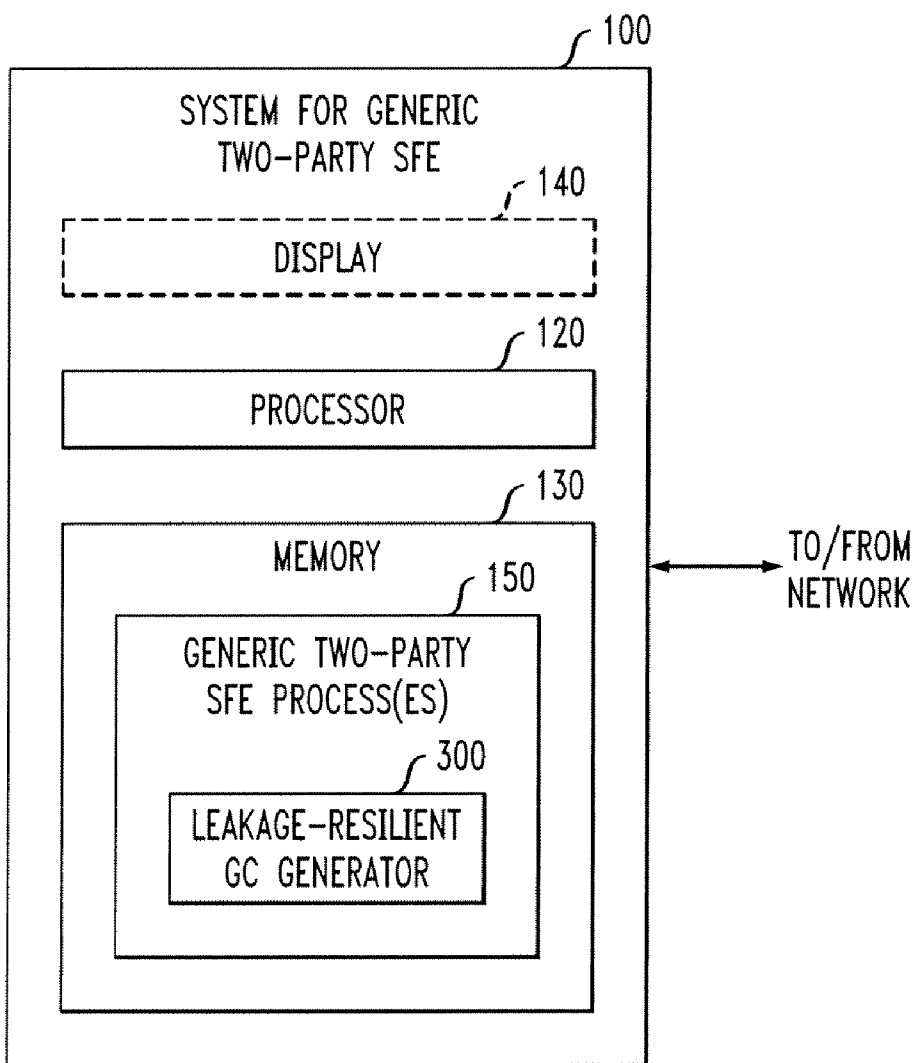 100
SYSTEM FOR GENERIC
TWO-PARTY SFE
140
DISPLAY
120
PROCESSOR
130
MEMORY
150
GENERIC TWO-PARTY
SFE PROCESS(ES)
300
LEAKAGE-RESILIENT
GC GENERATOR
TO/FROM
NETWORK